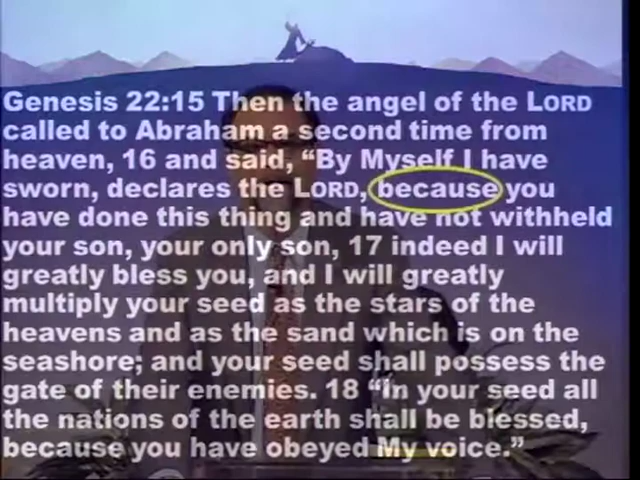 Genesis 22:15 Then the angel of the LORD
called to Abraham a second time from
heaven, 16 and said, “By Myself I have
sworn, declares the LORD, because you
have done this thing and have not withheld
your son, your only son, 17 indeed I will
greatly bless you, and I will greatly
multiply your seed as the stars of the
heavens and as the sand which is on the
seashore; and your seed shall possess the
gate of their enemies. 18 “In your seed all
the nations of the earth shall be blessed,
because you have obeyed My voice.”